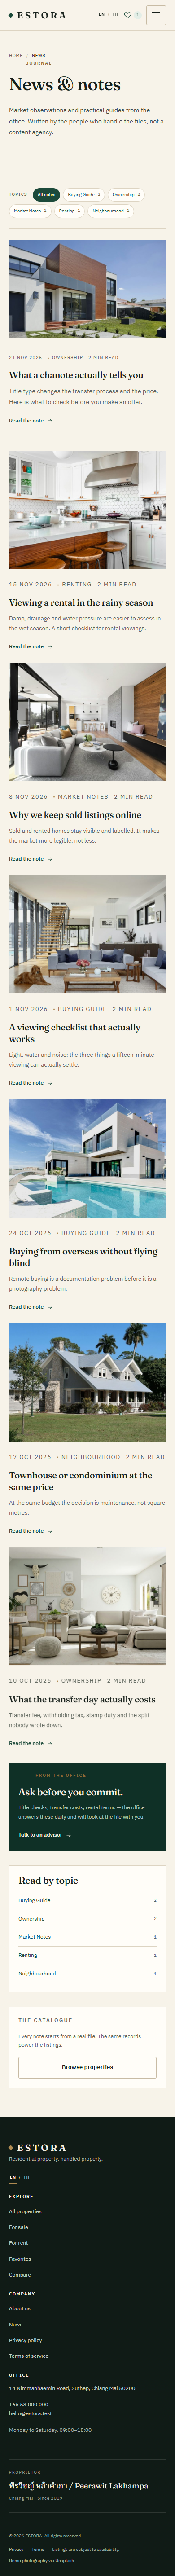 ESTORA
EN / TH
1
HOME / NEWS
JOURNAL
News & notes
Market observations and practical guides from the
office. Written by the people who handle the files, not a
content agency.
TOPICS
All notes
Buying Guide 2
Ownership 2
Market Notes 1
Renting 1
Neighbourhood 1
21 NOV 2026 · OWNERSHIP 2 MIN READ
What a chanote actually tells you
Title type changes the transfer process and the price.
Here is what to check before you make an offer.
Read the note →
15 NOV 2026 · RENTING 2 MIN READ
Viewing a rental in the rainy season
Damp, drainage and water pressure are easier to assess in
the wet season. A short checklist for rental viewings.
Read the note →
8 NOV 2026 · MARKET NOTES 2 MIN READ
Why we keep sold listings online
Sold and rented homes stay visible and labelled. It makes
the market more legible, not less.
Read the note →
1 NOV 2026 · BUYING GUIDE 2 MIN READ
A viewing checklist that actually
works
Light, water and noise: the three things a fifteen-minute
viewing can actually settle.
Read the note →
24 OCT 2026 · BUYING GUIDE 2 MIN READ
Buying from overseas without flying
blind
Remote buying is a documentation problem before it is a
photography problem.
Read the note →
17 OCT 2026 · NEIGHBOURHOOD 2 MIN READ
Townhouse or condominium at the
same price
At the same budget the decision is maintenance, not square
metres.
Read the note →
10 OCT 2026 · OWNERSHIP 2 MIN READ
What the transfer day actually costs
Transfer fee, withholding tax, stamp duty and the split
nobody wrote down.
Read the note →
FROM THE OFFICE
Ask before you commit.
Title checks, transfer costs, rental terms — the office
answers these daily and will look at the file with you.
Talk to an advisor →
Read by topic
Buying Guide 2
Ownership 2
Market Notes 1
Renting 1
Neighbourhood 1
THE CATALOGUE
Every note starts from a real file. The same records
power the listings.
Browse properties
ESTORA
Residential property, handled properly.
EN / TH
EXPLORE
All properties
For sale
For rent
Favorites
Compare
COMPANY
About us
News
Privacy policy
Terms of service
OFFICE
14 Nimmanhaemin Road, Suthep, Chiang Mai 50200
+66 53 000 000
hello@estora.test
Monday to Saturday, 09:00–18:00
PROPRIETOR
พีรวิชญ์ หล้าคำภา / Peerawit Lakhampa
Chiang Mai · Since 2019
© 2026 ESTORA. All rights reserved.
Privacy Terms Listings are subject to availability.
Demo photography via Unsplash